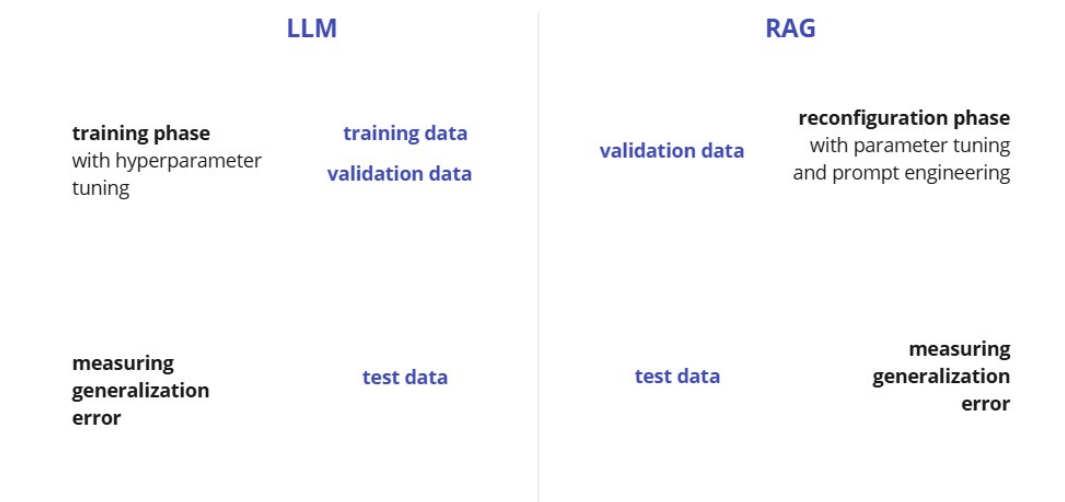 LLM
training phase
with hyperparameter
tuning
training data
validation data
measuring
generalization
error
test data
RAG
validation data
reconfiguration phase
with parameter tuning
and prompt engineering
test data
measuring
generalization
error